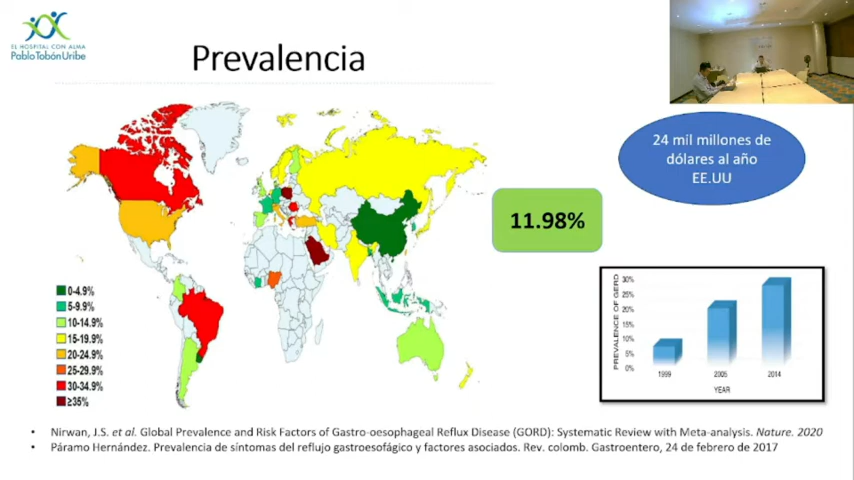 EL HOSPITAL CON ALMA
Pablo Tobón Uribe
Prevalencia
24 mil millones de
dólares al año
EE.UU
11.98%
0-4.9%
5-9.9%
10-14.9%
15-19.9%
20-24.9%
25-29.9%
30-34.9%
≥35%
PREVALENCE OF GERD
30%
25%
20%
15%
10%
5%
0%
1999
2005
2014
YEAR
• Nirwan, J.S. et al. Global Prevalence and Risk Factors of Gastro-oesophageal Reflux Disease (GORD): Systematic Review with Meta-analysis. Nature. 2020
• Páramo Hernández. Prevalencia de síntomas del reflujo gastroesofágico y factores asociados. Rev. colomb. Gastroentero, 24 de febrero de 2017